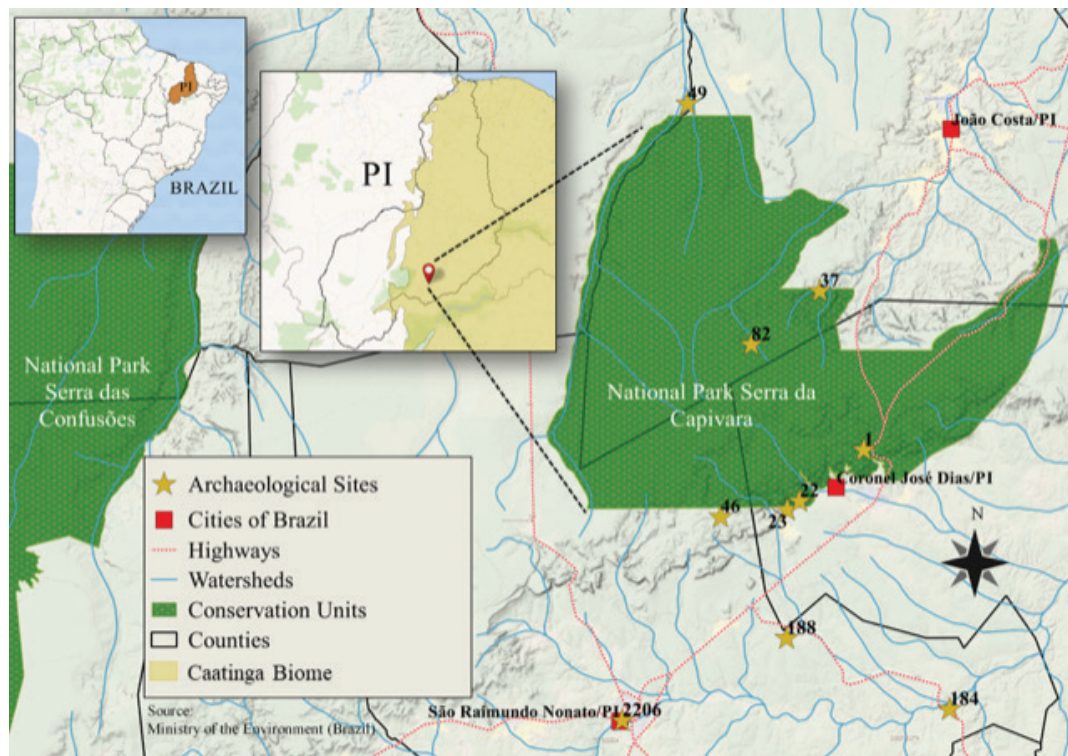 PI
BRAZIL
PI
49
João Costa/PI
37
82
National Park
Serra das
Confusões
National Park Serra da
Capivara
1
Coronel José Dias/PI
22
46
23
Archaeological Sites
Cities of Brazil
Highways
Watersheds
Conservation Units
Counties
Caatinga Biome
Source:
Ministry of the Environment (Brazil)
N
188
184
São Raimundo Nonato/PI
2206